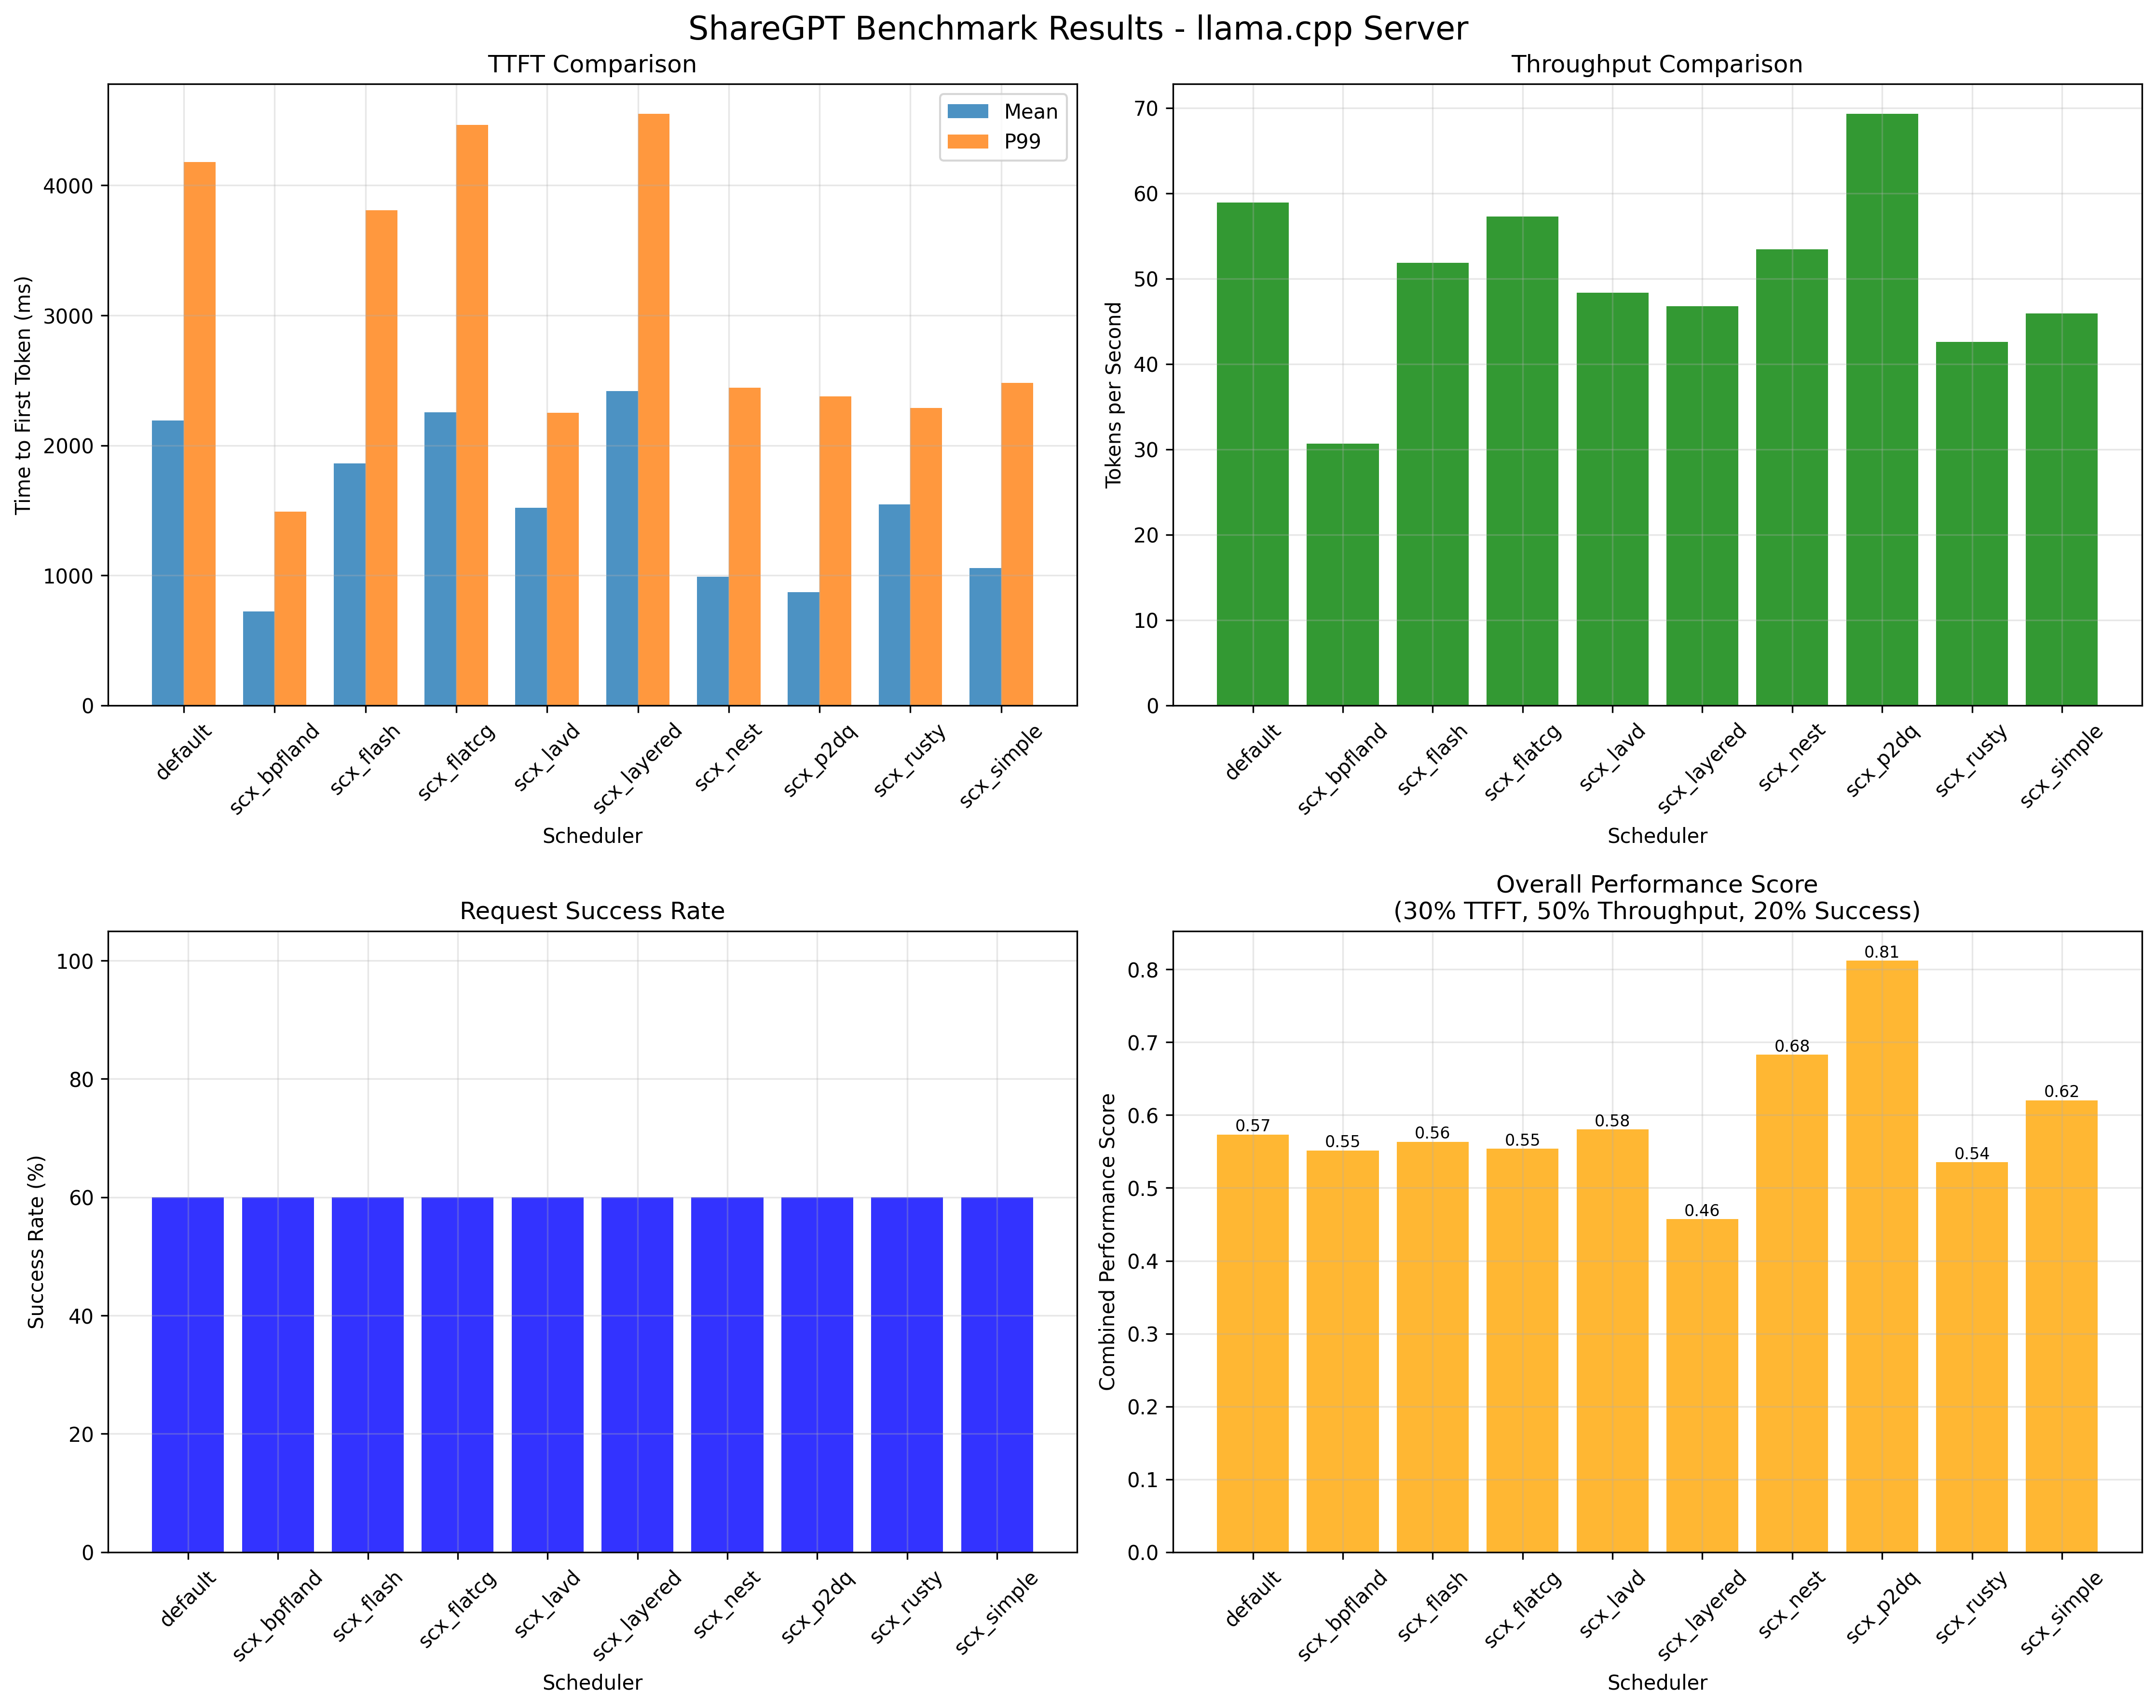 ShareGPT Benchmark Results - llama.cpp Server
TTFT Comparison
Time to First Token (ms)
4000
3000
2000
1000
0
Mean
P99
default
scx_bpfland
scx_flash
scx_flatcg
scx_lavd
scx_layered
scx_nest
scx_p2dq
scx_rusty
scx_simple
Scheduler
Throughput Comparison
Tokens per Second
70
60
50
40
30
20
10
0
default
scx_bpfland
scx_flash
scx_flatcg
scx_lavd
scx_layered
scx_nest
scx_p2dq
scx_rusty
scx_simple
Scheduler
Request Success Rate
Success Rate (%)
100
80
60
40
20
0
default
scx_bpfland
scx_flash
scx_flatcg
scx_lavd
scx_layered
scx_nest
scx_p2dq
scx_rusty
scx_simple
Scheduler
Overall Performance Score
(30% TTFT, 50% Throughput, 20% Success)
Combined Performance Score
0.8
0.7
0.6
0.5
0.4
0.3
0.2
0.1
0.0
0.57
0.55
0.56
0.55
0.58
0.46
0.68
0.81
0.54
0.62
default
scx_bpfland
scx_flash
scx_flatcg
scx_lavd
scx_layered
scx_nest
scx_p2dq
scx_rusty
scx_simple
Scheduler